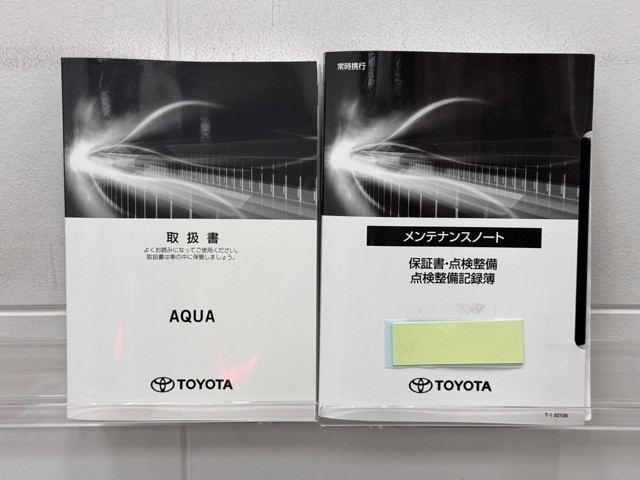 取扱書
よくお読みになってご使用ください。
取扱書は車の中に保管しましょう。
AQUA
TOYOTA
常時携行
メンテナンスノート
保証書・点検整備
点検整備記録簿
TOYOTA